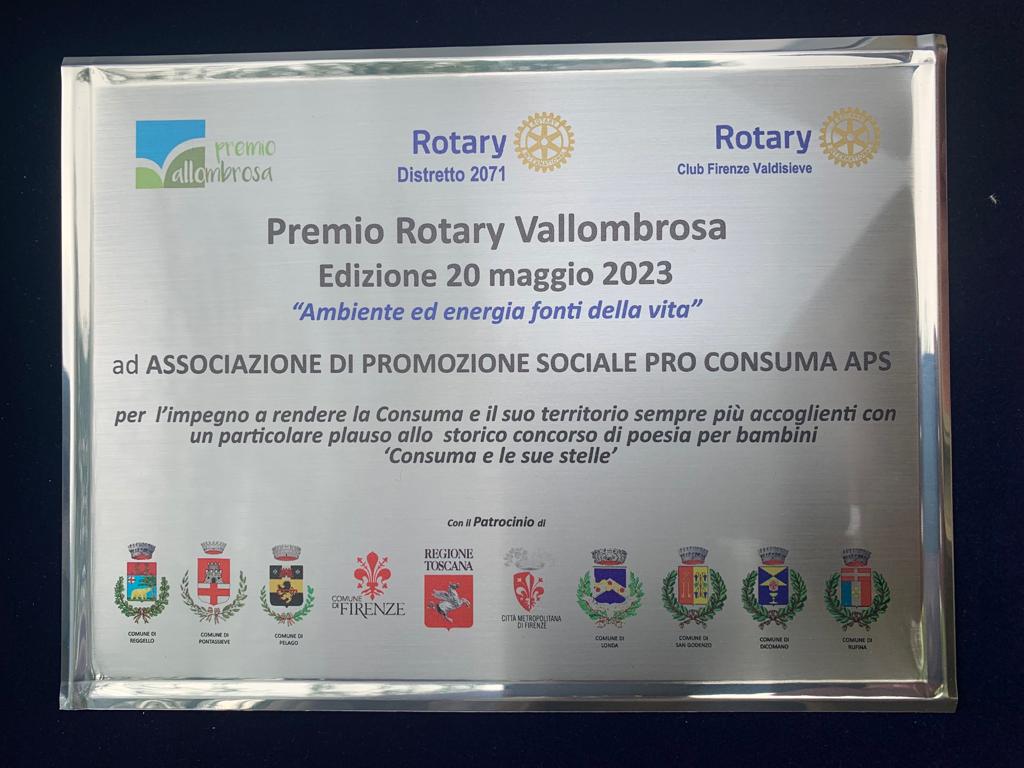 premio
vallombrosa
Rotary
Distretto 2071
ROTARY
INTERNATIONAL
Rotary
Club Firenze Valdisieve
ROTARY
INTERNATIONAL
Premio Rotary Vallombrosa
Edizione 20 maggio 2023
“Ambiente ed energia fonti della vita”
ad ASSOCIAZIONE DI PROMOZIONE SOCIALE PRO CONSUMA APS
per l’impegno a rendere la Consuma e il suo territorio sempre più accoglienti con
un particolare plauso allo storico concorso di poesia per bambini
‘Consuma e le sue stelle’
Con il Patrocinio di
COMUNE DI
REGGELLO
COMUNE DI
PONTASSIEVE
COMUNE DI
PELAGO
COMUNE
DI FIRENZE
REGIONE
TOSCANA
CITTÀ METROPOLITANA
DI FIRENZE
COMUNE DI
LONDA
COMUNE DI
SAN GODENZO
COMUNE DI
DICOMANO
COMUNE DI
RUFINA